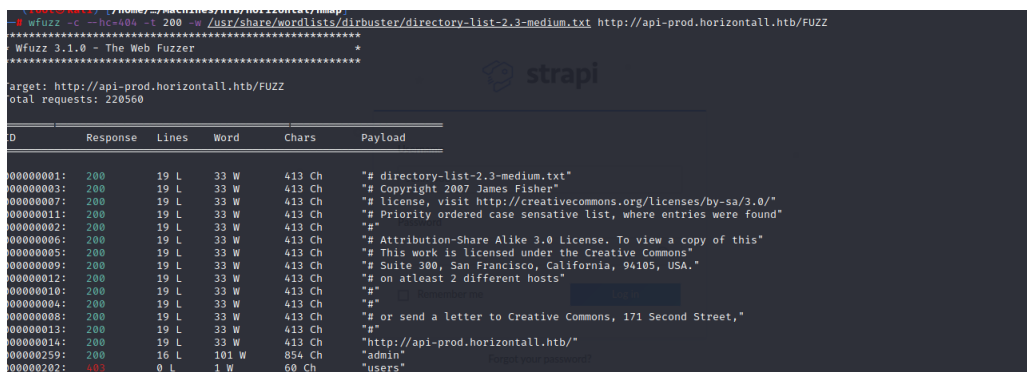 # wfuzz -c --hc=404 -t 200 -w /usr/share/wordlists/dirbuster/directory-list-2.3-medium.txt http://api-prod.horizontall.htb/FUZZ
********************************************************
* Wfuzz 3.1.0 - The Web Fuzzer *
********************************************************
strapi
Target: http://api-prod.horizontall.htb/FUZZ
Total requests: 220560
ID Response Lines Word Chars Payload
000000001: 200 19 L 33 W 413 Ch "# directory-list-2.3-medium.txt"
000000003: 200 19 L 33 W 413 Ch "# Copyright 2007 James Fisher"
000000007: 200 19 L 33 W 413 Ch "# license, visit http://creativecommons.org/licenses/by-sa/3.0/"
000000011: 200 19 L 33 W 413 Ch "# Priority ordered case sensative list, where entries were found"
000000002: 200 19 L 33 W 413 Ch "#"
000000006: 200 19 L 33 W 413 Ch "# Attribution-Share Alike 3.0 License. To view a copy of this"
000000005: 200 19 L 33 W 413 Ch "# This work is licensed under the Creative Commons"
000000009: 200 19 L 33 W 413 Ch "# Suite 300, San Francisco, California, 94105, USA."
000000012: 200 19 L 33 W 413 Ch "# on atleast 2 different hosts"
000000010: 200 19 L 33 W 413 Ch "#"
000000004: 200 19 L 33 W 413 Ch "#"
Remember me Log in
000000008: 200 19 L 33 W 413 Ch "# or send a letter to Creative Commons, 171 Second Street,"
000000013: 200 19 L 33 W 413 Ch "#"
000000014: 200 19 L 33 W 413 Ch "http://api-prod.horizontall.htb/"
000000259: 200 16 L 101 W 854 Ch "admin"
Forgot your password?
000000202: 403 0 L 1 W 60 Ch "users"